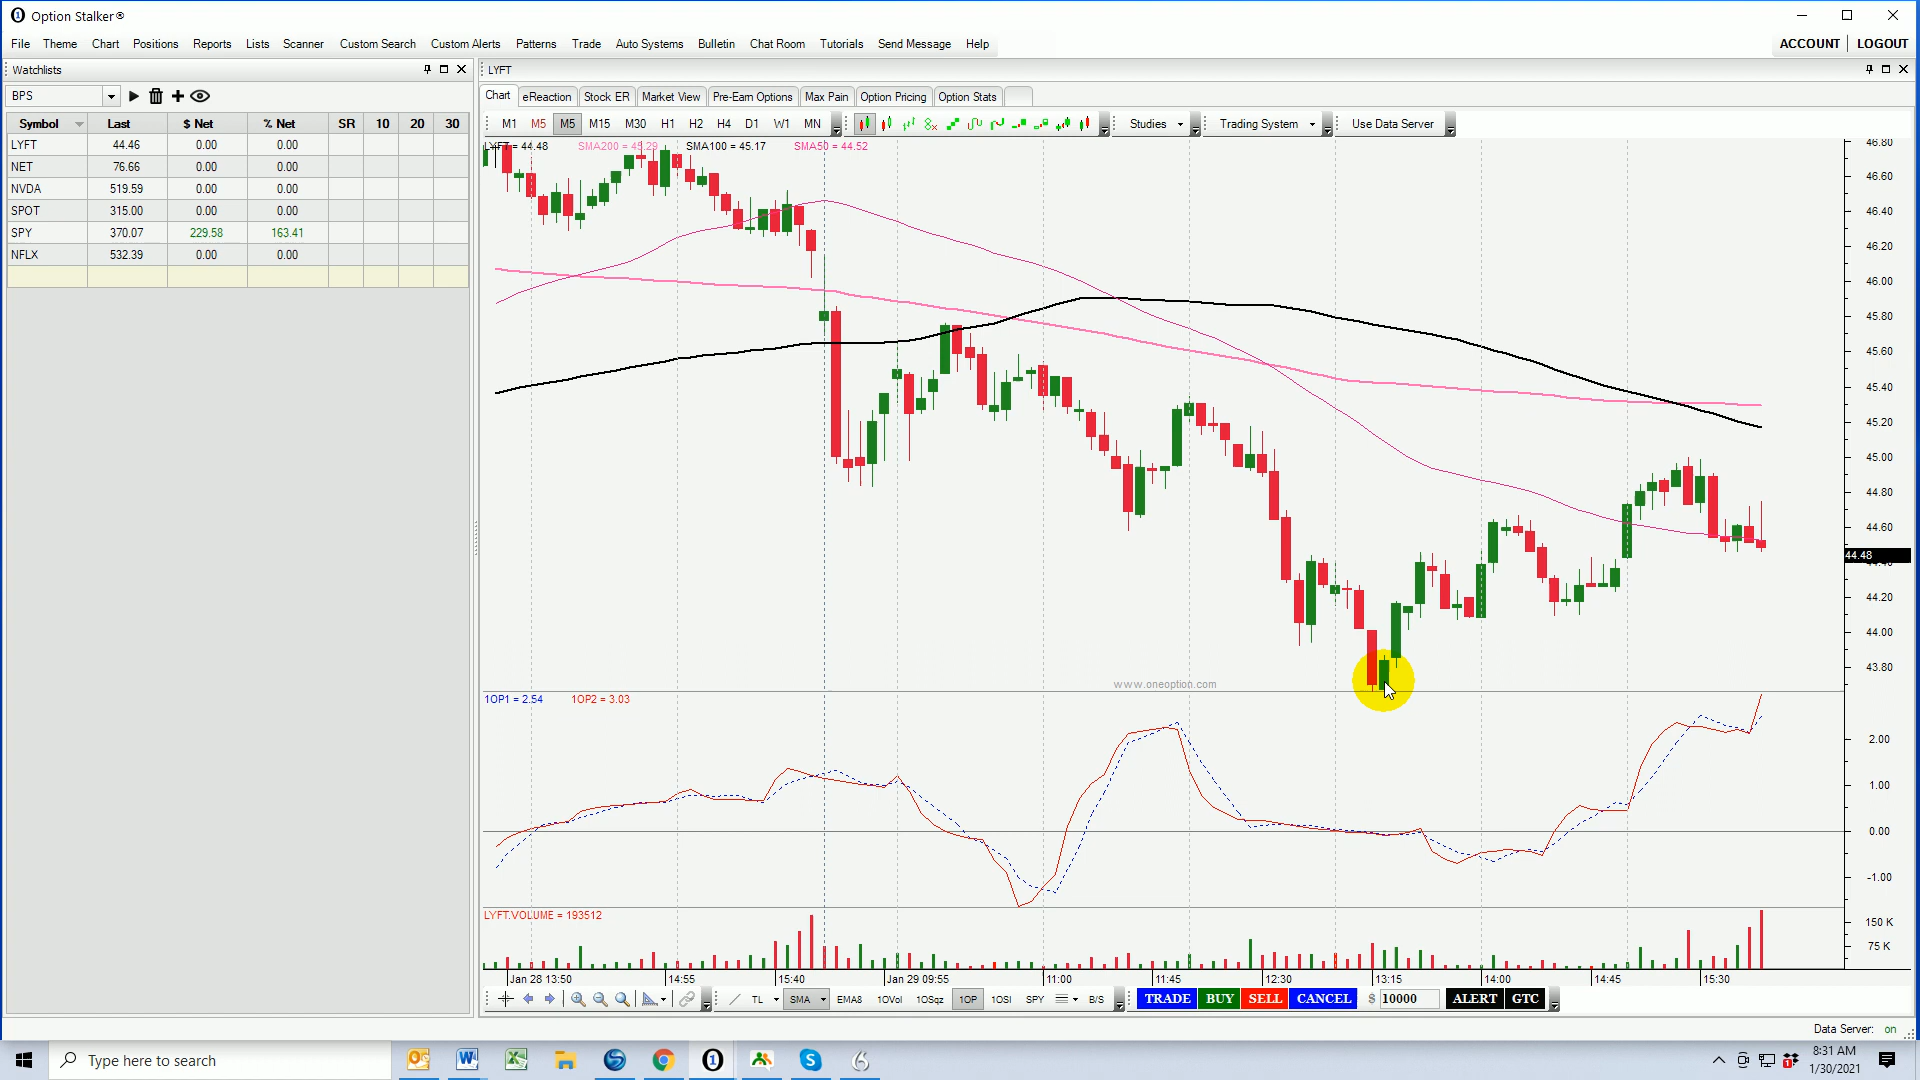 Option Stalker®
File Theme Chart Positions Reports Lists Scanner Custom Search Custom Alerts Patterns Trade Auto Systems Bulletin Chat Room Tutorials Send Message Help ACCOUNT LOGOUT
Watchlists
LYFT
BPS
Chart eReaction Stock ER Market View Pre-Earn Options Max Pain Option Pricing Option Stats
Symbol Last $ Net % Net SR 10 20 30
M1 M5 M5 M15 M30 H1 H2 H4 D1 W1 MN Studies Trading System Use Data Server
LYFT 44.46 0.00 0.00
NET 76.66 0.00 0.00
NVDA 519.59 0.00 0.00
SPOT 315.00 0.00 0.00
SPY 370.07 229.58 163.41
NFLX 532.39 0.00 0.00
LYFT = 44.48 SMA200 = 45.29 SMA100 = 45.17 SMA50 = 44.52
46.80
46.60
46.40
46.20
46.00
45.80
45.60
45.40
45.20
45.00
44.80
44.60
44.48
44.40
44.20
44.00
43.80
www.oneoption.com
1OP1 = 2.54 1OP2 = 3.03
2.00
1.00
0.00
-1.00
LYFT.VOLUME = 193512
150 K
75 K
Jan 28 13:50 14:55 15:40 Jan 29 09:55 11:00 11:45 12:30 13:15 14:00 14:45 15:30
TL SMA EMA8 1OVol 1OSqz 1OP 1OSI SPY B/S TRADE BUY SELL CANCEL $ 10000 ALERT GTC
Data Server: on
Type here to search
8:31 AM
1/30/2021